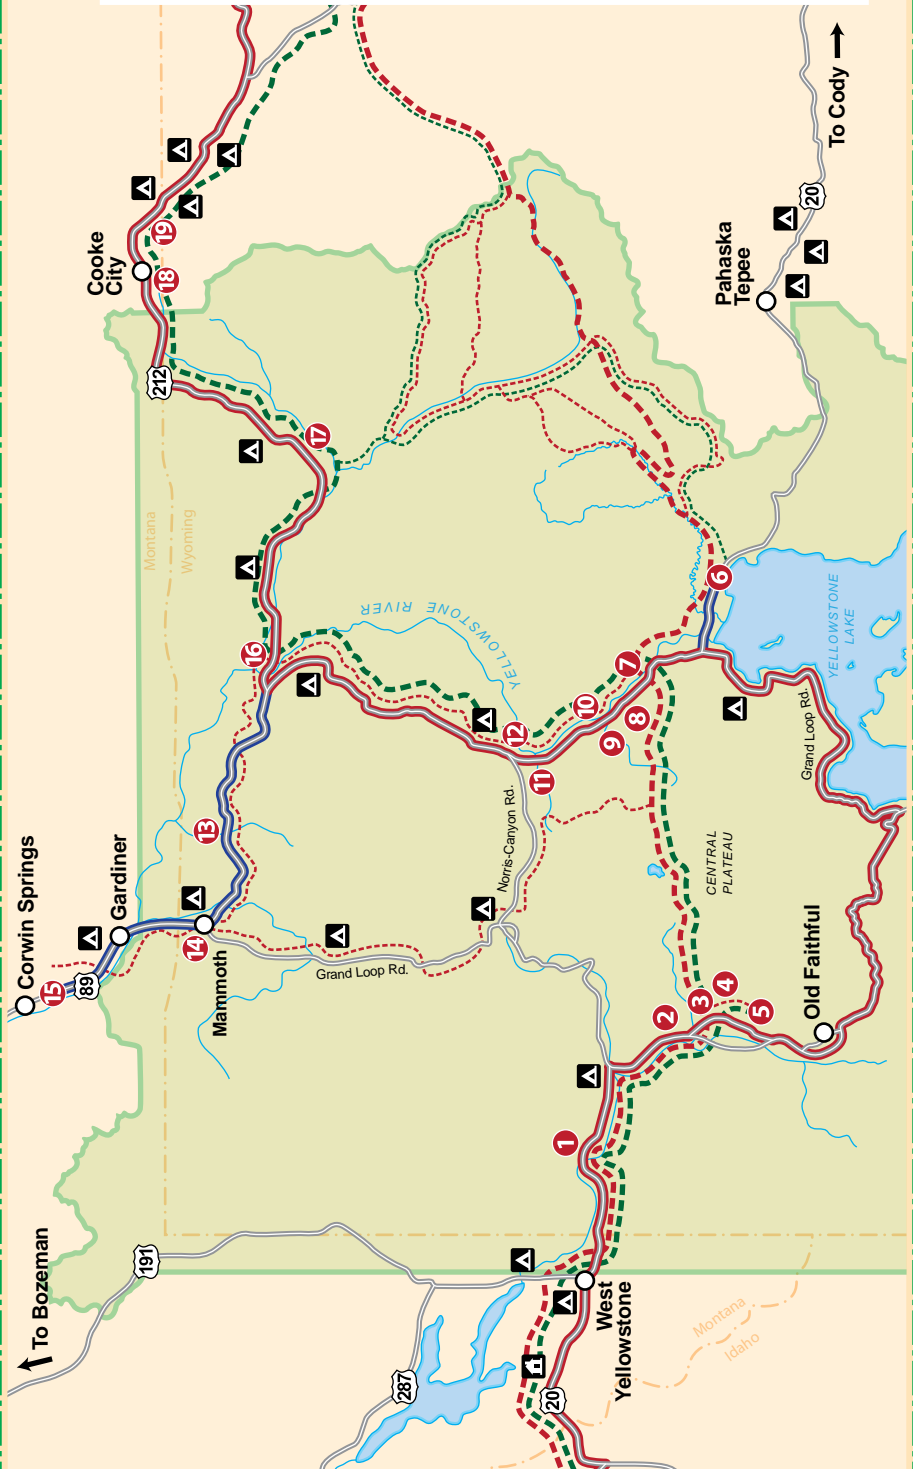 Corwin Springs
Gardiner
15
89
14
Mammoth
13
Grand Loop Rd.
To Bozeman
191
287
20
West
Yellowstone
Montana
Idaho
1
2
3
4
5
Old Faithful
CENTRAL
PLATEAU
Norris-Canyon Rd.
11
12
10
9
8
7
6
YELLOWSTONE RIVER
YELLOWSTONE
LAKE
Grand Loop Rd.
16
Montana
Wyoming
17
212
18
19
Cooke
City
Pahaska
Tepee
20
To Cody